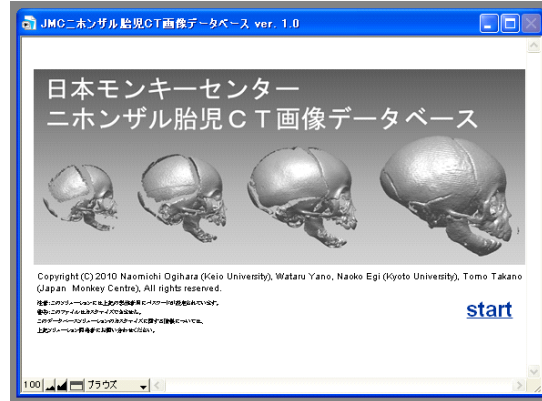 JMCニホンザル胎児CT画像データベース ver. 1.0
日本モンキーセンター
ニホンザル胎児ＣＴ画像データベース
Copyright (C) 2010 Naomichi Ogihara (Keio University), Wataru Yano, Naoko Egi (Kyoto University), Tomo Takano
(Japan Monkey Centre), All rights reserved.
start
100
ブラウズ